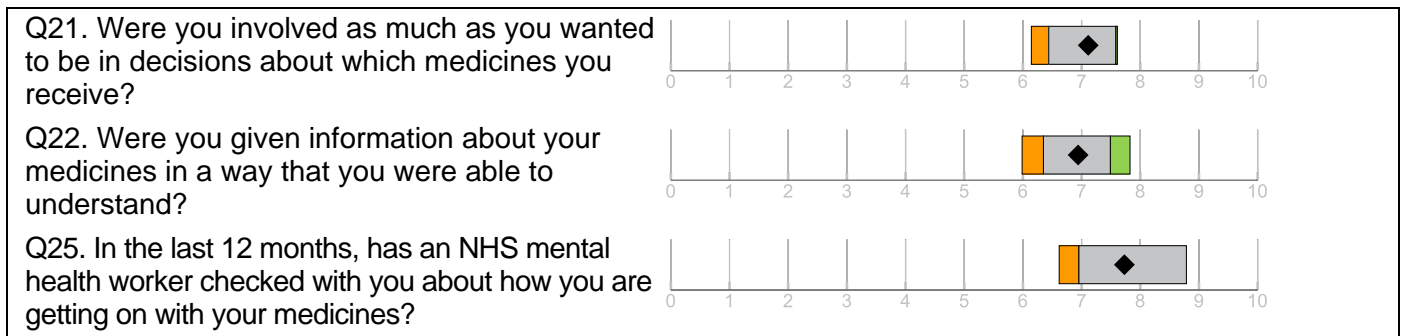 Q21. Were you involved as much as you wanted
to be in decisions about which medicines you
receive?
0 1 2 3 4 5 6 7 8 9 10
Q22. Were you given information about your
medicines in a way that you were able to
understand?
0 1 2 3 4 5 6 7 8 9 10
Q25. In the last 12 months, has an NHS mental
health worker checked with you about how you are
getting on with your medicines?
0 1 2 3 4 5 6 7 8 9 10